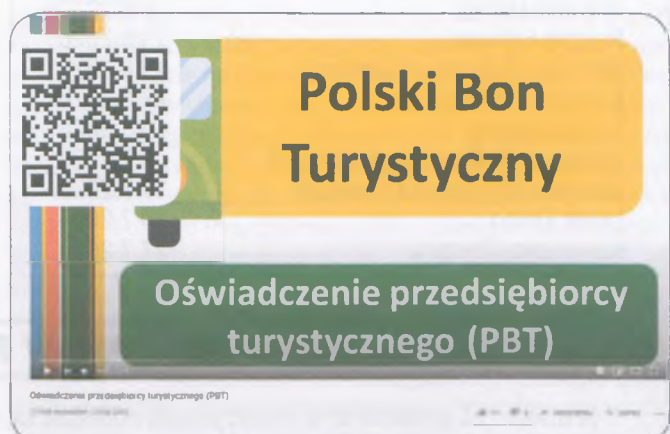 Polski Bon
Turystyczny
Oświadczenie przedsiębiorcy
turystycznego (PBT)
Oświadczenie przedsiębiorcy turystycznego (PBT)